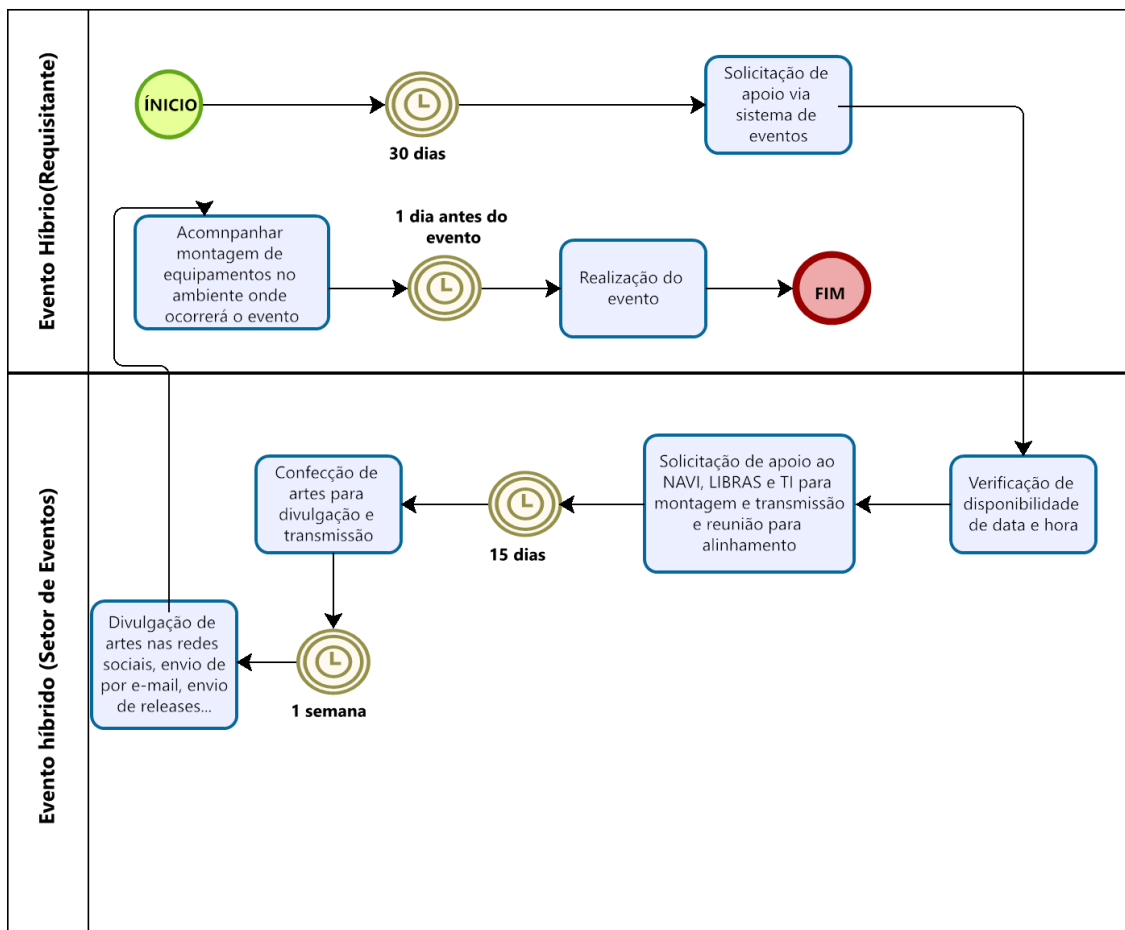 Evento Híbrio(Requisitante)
ÍNICIO
30 dias
Solicitação de
apoio via
sistema de
eventos
Acomnpanhar
montagem de
equipamentos no
ambiente onde
ocorrerá o evento
1 dia antes do
evento
Realização do
evento
FIM
Evento híbrido (Setor de Eventos)
Verificação de
disponibilidade
de data e hora
Solicitação de apoio ao
NAVI, LIBRAS e TI para
montagem e transmissão
e reunião para
alinhamento
15 dias
Confecção de
artes para
divulgação e
transmissão
1 semana
Divulgação de
artes nas redes
sociais, envio de
por e-mail, envio
de releases...